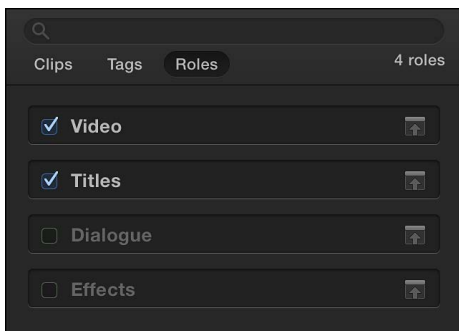 Clips Tags Roles 4 roles
Video
Titles
Dialogue
Effects